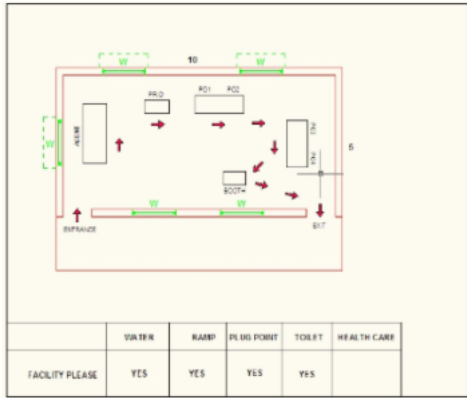 W
W
10
PRO
PO1 PO2
W
5
BOOTH
W
W
ENTRANCE
EXIT
WATER RAMP PLUG POINT TOILET HEALTH CARE
FACILITY PLEASE YES YES YES YES